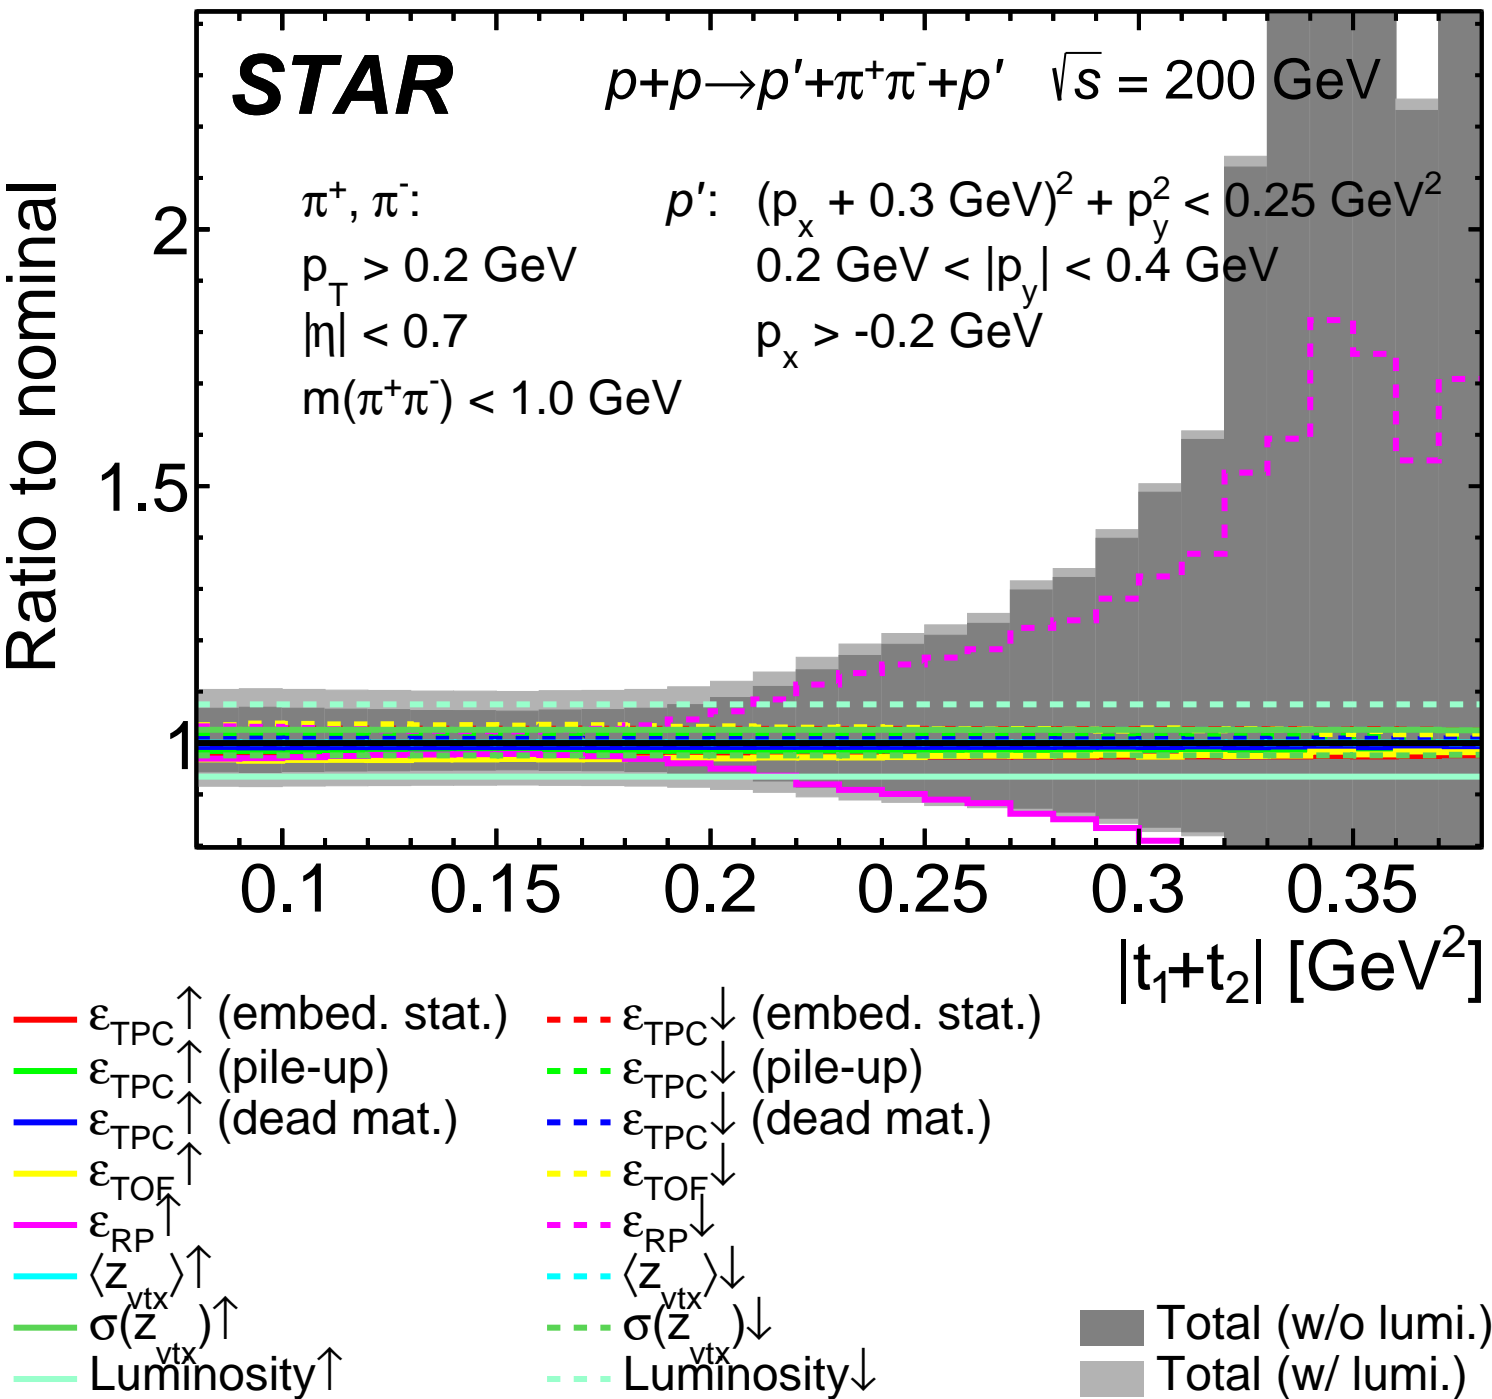 STAR p+p→p′+π⁺π⁻+p′ √s = 200 GeV
π⁺, π⁻: p′: (pₓ + 0.3 GeV)² + p_y² < 0.25 GeV²
p_T > 0.2 GeV 0.2 GeV < |p_y| < 0.4 GeV
|η| < 0.7 pₓ > -0.2 GeV
m(π⁺π⁻) < 1.0 GeV
Ratio to nominal
2
1.5
1
0.1 0.15 0.2 0.25 0.3 0.35
|t₁+t₂| [GeV²]
ε_TPC↑ (embed. stat.) ε_TPC↓ (embed. stat.)
ε_TPC↑ (pile-up) ε_TPC↓ (pile-up)
ε_TPC↑ (dead mat.) ε_TPC↓ (dead mat.)
ε_TOF↑ ε_TOF↓
ε_RP↑ ε_RP↓
⟨z_vtx⟩↑ ⟨z_vtx⟩↓
σ(z_vtx)↑ σ(z_vtx)↓ Total (w/o lumi.)
Luminosity↑ Luminosity↓ Total (w/ lumi.)